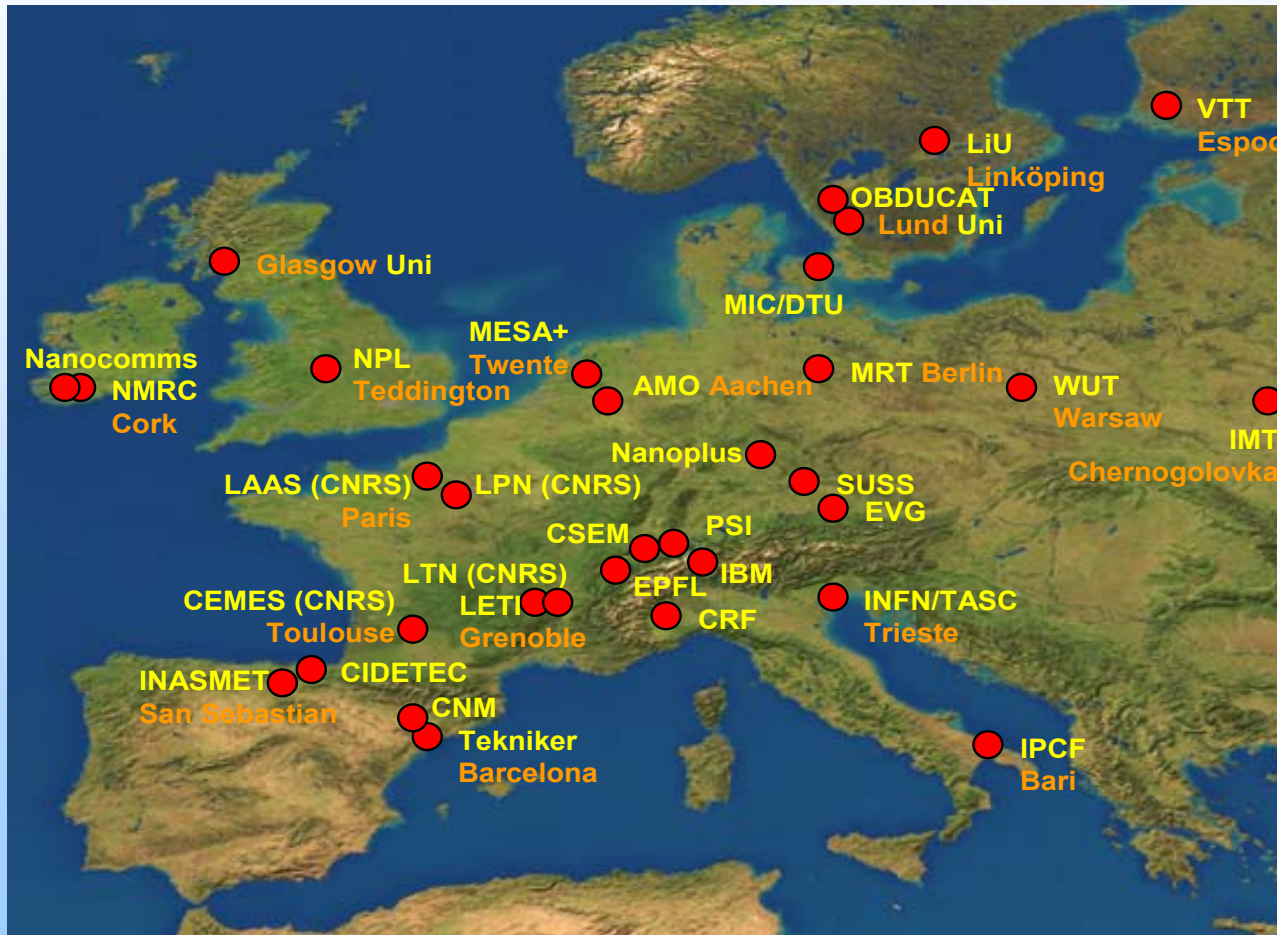 VTT
Espoo
LiU
Linköping
OBDUCAT
Lund Uni
Glasgow Uni
MIC/DTU
MESA+
Twente
Nanocomms
NMRC
Cork
NPL
Teddington
AMO Aachen
MRT Berlin
WUT
Warsaw
IMT
Chernogolovka
Nanoplus
LAAS (CNRS)
LPN (CNRS)
Paris
SUSS
EVG
CSEM
PSI
LTN (CNRS)
EPFL
IBM
CEMES (CNRS)
Toulouse
LETI
Grenoble
CRF
INFN/TASC
Trieste
INASMET
San Sebastian
CIDETEC
CNM
Tekniker
Barcelona
IPCF
Bari